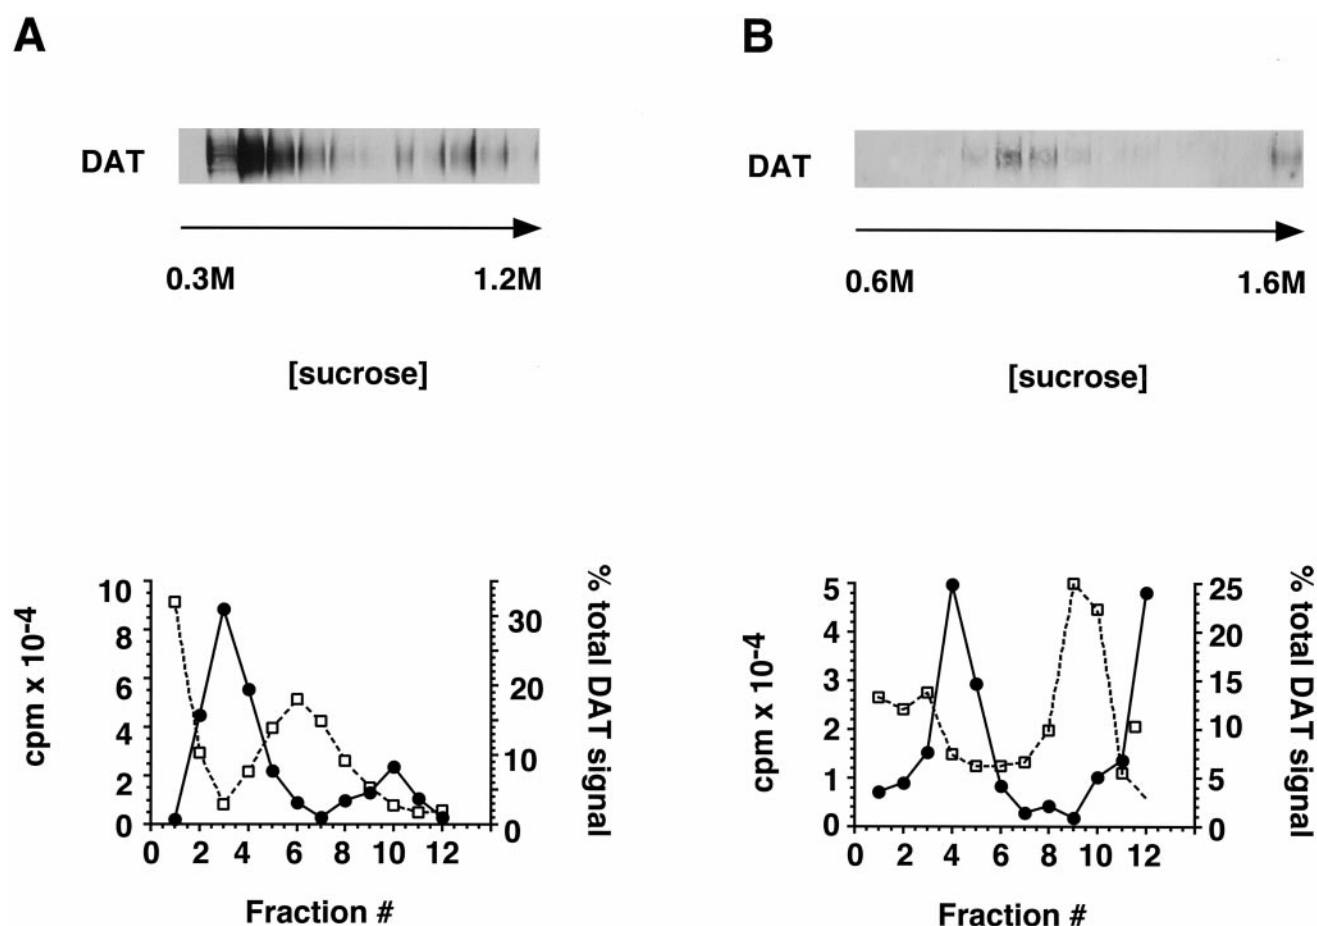 A
B
DAT
DAT
0.3M
1.2M
0.6M
1.6M
[sucrose]
[sucrose]
cpm x 10-4
10
8
6
4
2
0
0 2 4 6 8 10 12
Fraction #
30
20
10
0
% total DAT signal
cpm x 10-4
5
4
3
2
1
0
0 2 4 6 8 10 12
Fraction #
25
20
15
10
5
0
% total DAT signal